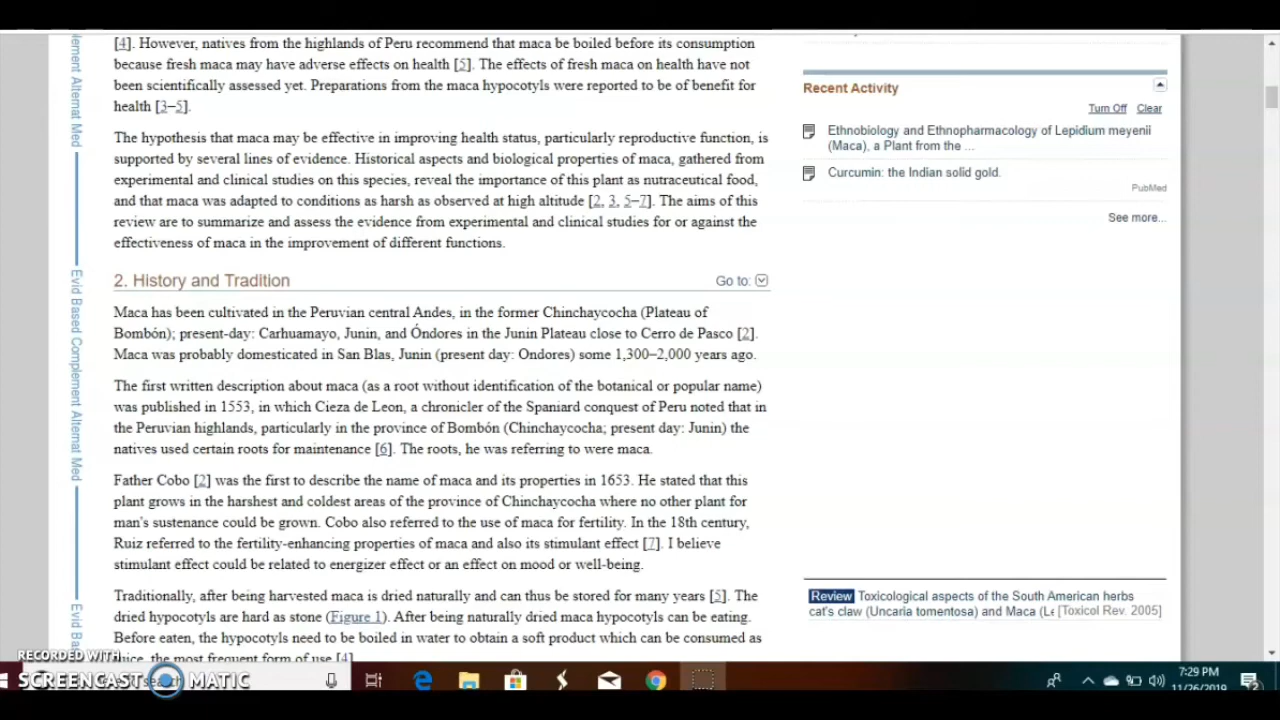 [4]. However, natives from the highlands of Peru recommend that maca be boiled before its consumption
because fresh maca may have adverse effects on health [5]. The effects of fresh maca on health have not
been scientifically assessed yet. Preparations from the maca hypocotyls were reported to be of benefit for
health [3–5].
The hypothesis that maca may be effective in improving health status, particularly reproductive function, is
supported by several lines of evidence. Historical aspects and biological properties of maca, gathered from
experimental and clinical studies on this species, reveal the importance of this plant as nutraceutical food,
and that maca was adapted to conditions as harsh as observed at high altitude [2, 3, 5–7]. The aims of this
review are to summarize and assess the evidence from experimental and clinical studies for or against the
effectiveness of maca in the improvement of different functions.
2. History and Tradition
Go to:
Maca has been cultivated in the Peruvian central Andes, in the former Chinchaycocha (Plateau of
Bombón); present-day: Carhuamayo, Junin, and Óndores in the Junin Plateau close to Cerro de Pasco [2].
Maca was probably domesticated in San Blas, Junin (present day: Ondores) some 1,300–2,000 years ago.
The first written description about maca (as a root without identification of the botanical or popular name)
was published in 1553, in which Cieza de Leon, a chronicler of the Spaniard conquest of Peru noted that in
the Peruvian highlands, particularly in the province of Bombón (Chinchaycocha; present day: Junin) the
natives used certain roots for maintenance [6]. The roots, he was referring to were maca.
Father Cobo [2] was the first to describe the name of maca and its properties in 1653. He stated that this
plant grows in the harshest and coldest areas of the province of Chinchaycocha where no other plant for
man's sustenance could be grown. Cobo also referred to the use of maca for fertility. In the 18th century,
Ruiz referred to the fertility-enhancing properties of maca and also its stimulant effect [7]. I believe
stimulant effect could be related to energizer effect or an effect on mood or well-being.
Traditionally, after being harvested maca is dried naturally and can thus be stored for many years [5]. The
dried hypocotyls are hard as stone (Figure 1). After being naturally dried maca hypocotyls can be eating.
Before eaten, the hypocotyls need to be boiled in water to obtain a soft product which can be consumed as
juice, the most frequent form of use [4]
lement Alternat Med
Evid Based Complement Alternat Med
Evid Ba
Recent Activity
Turn Off Clear
Ethnobiology and Ethnopharmacology of Lepidium meyenii
(Maca), a Plant from the ...
Curcumin: the Indian solid gold.
PubMed
See more...
Review Toxicological aspects of the South American herbs
cat's claw (Uncaria tomentosa) and Maca (Le [Toxicol Rev. 2005]
RECORDED WITH
SCREENCAST MATIC
7:29 PM
11/26/2019